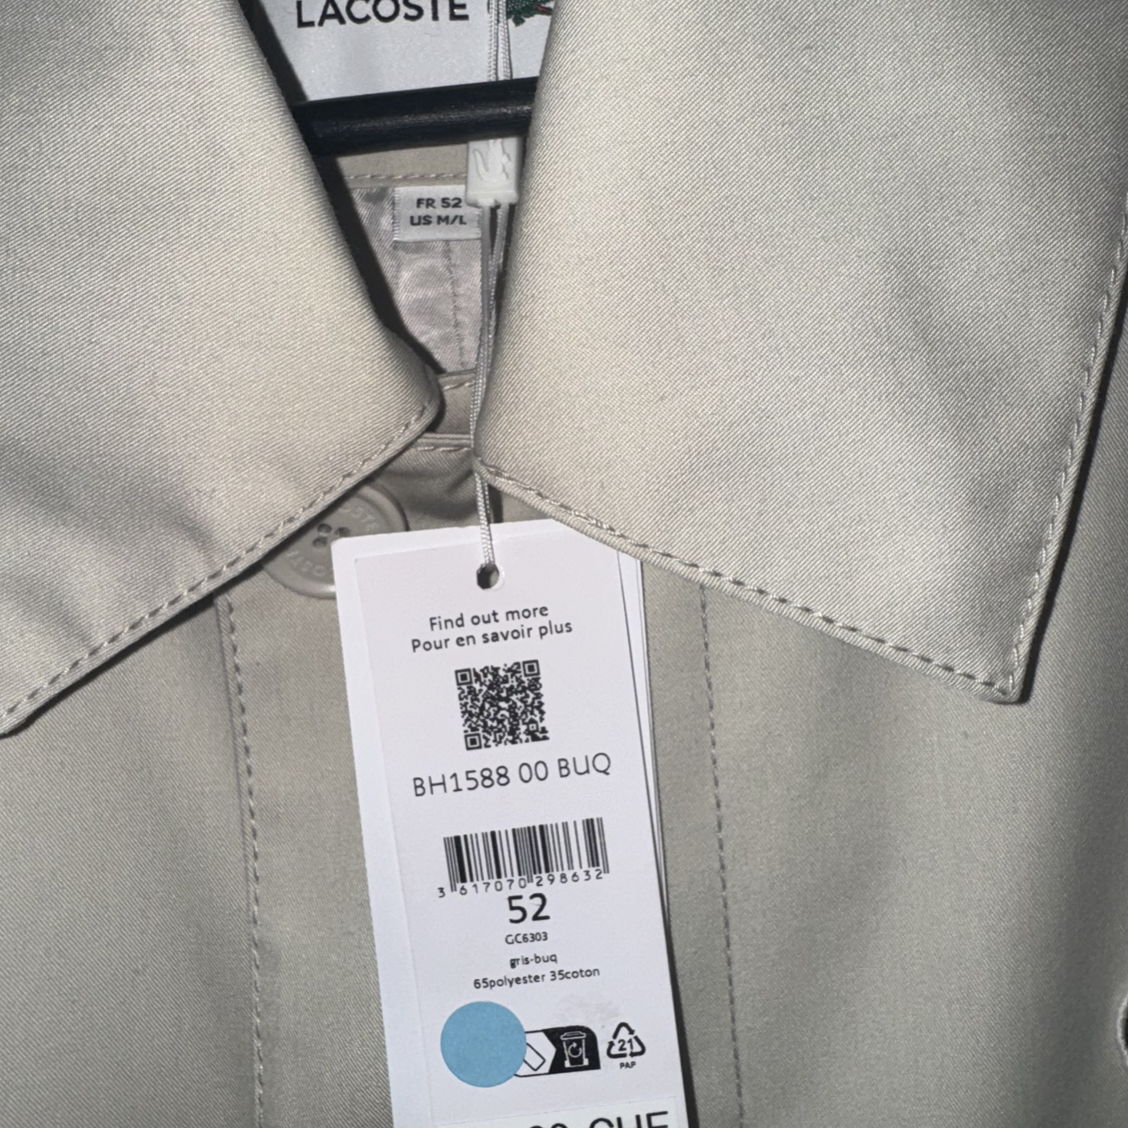 LACOSTE
FR 52
US M/L
Find out more
Pour en savoir plus
BH1588 00 BUQ
3 617070 298632
52
GC6303
gris-buq
65polyester 35coton
21
PAP
CHF